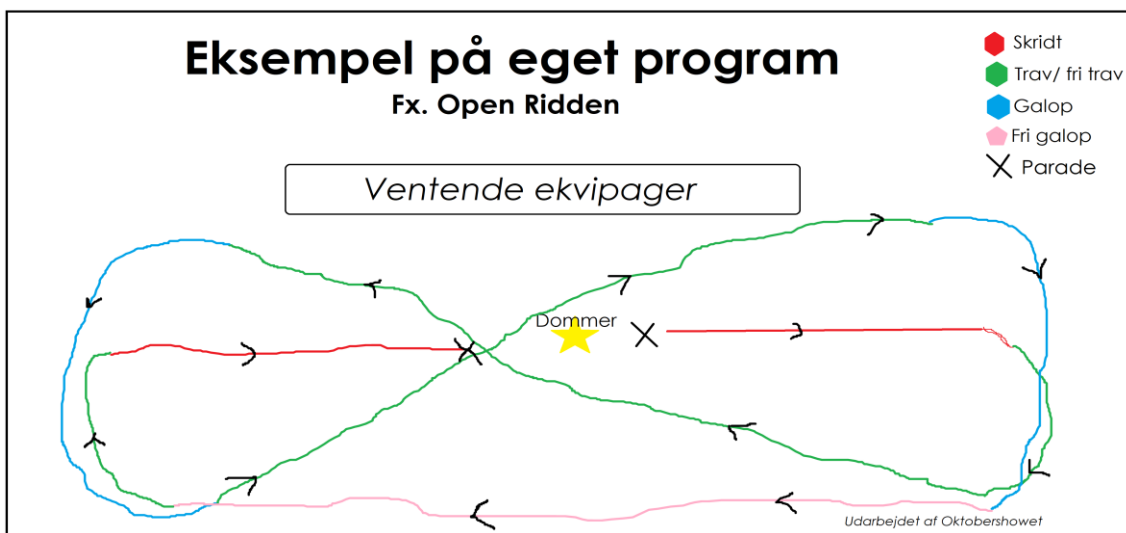 Eksempel på eget program
Fx. Open Ridden
Skridt
Trav/ fri trav
Galop
Fri galop
Parade
Ventende ekvipager
Dommer
Udarbejdet af Oktobershowet